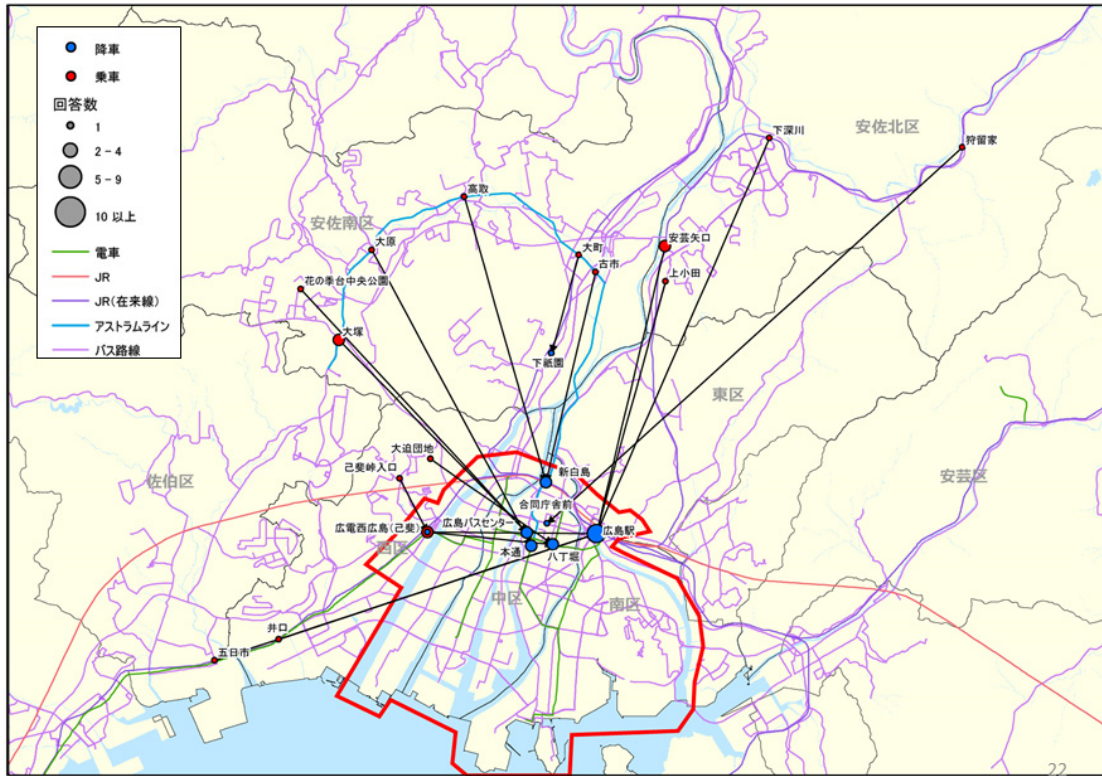 降車
乗車
回答数
1
2 - 4
5 - 9
10 以上
電車
JR
JR(在来線)
アストラムライン
バス路線
下深川
安佐北区
狩留家
高取
安佐南区
大原
大町
安芸矢口
古市
上小田
花の季台中央公園
大塚
下祇園
東区
大迫団地
己斐峠入口
新白島
佐伯区
安芸区
合同庁舎前
広電西広島(己斐)
広島バスセンター
広島駅
西区
本通
八丁堀
中区
南区
井口
五日市
22